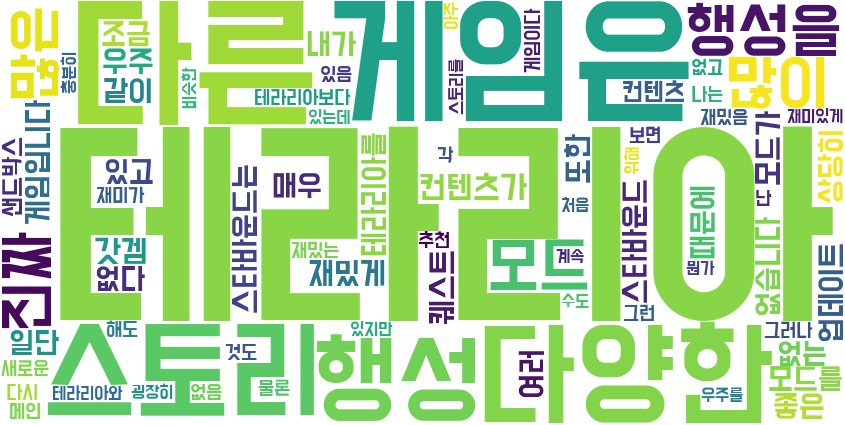 많은
충분히
다른
조금
우주
같이
비슷한
내가
있음
테라리아보다
있는데
게임은
아주
스토리를
게임이다
행성을
없고
나는
컨텐츠
많이
재밌음
재미있게
샌드박스
게임입니다
있고
재미가
테라리아
스타바운드는
매우
테라리아를
각
컨텐츠가
또한
처음
보면
위해
모드가
단
상당히
진짜
갓겜
없다
재밌는
재밌게
추천
퀘스트
모드
계속
수도
스타바운드
그런
때문에
뭔가
없습니다
업데이트
일단
새로운
다시
메인
스토리
해도
테라리아와
굉장히
것도
없음
물론
있지만
행성
여러
다양한
그러나
없는
모드를
좋은
우주를